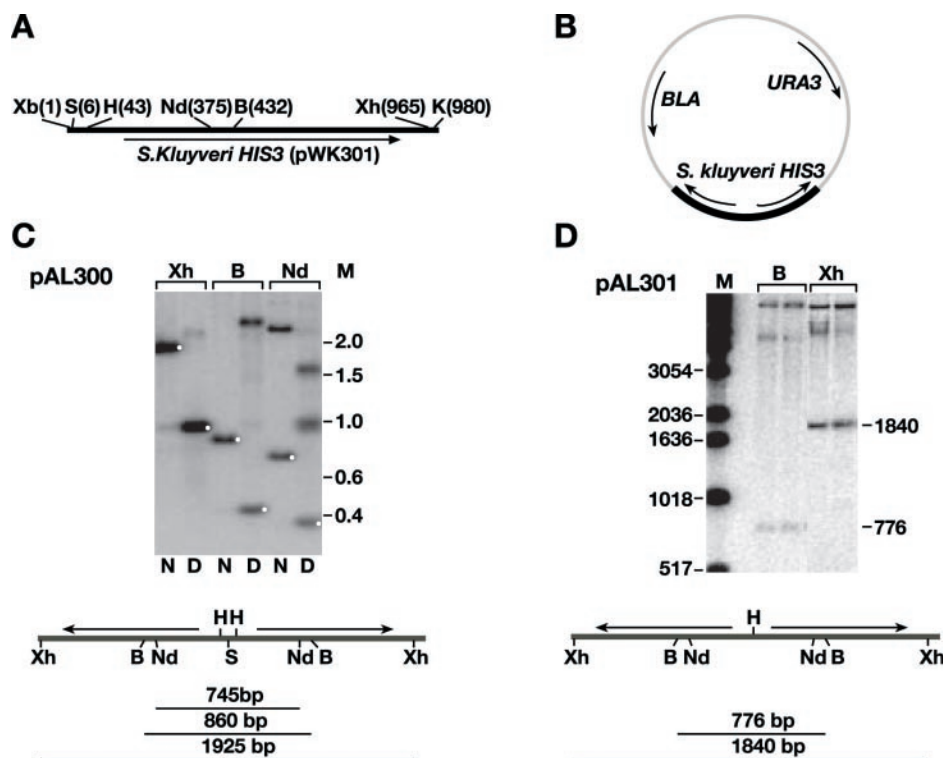 A
Xb(1) S(6) H(43) Nd(375) B(432) Xh(965) K(980)
S.Kluyveri HIS3 (pWK301)
B
BLA
URA3
S. kluyveri HIS3
C
pAL300
Xh B Nd M
2.0
1.5
1.0
0.6
0.4
N D N D N D
H H
Xh B Nd S Nd B Xh
745bp
860 bp
1925 bp
D
pAL301
M B Xh
3054
2036
1636
1018
517
1840
776
H
Xh B Nd Nd B Xh
776 bp
1840 bp